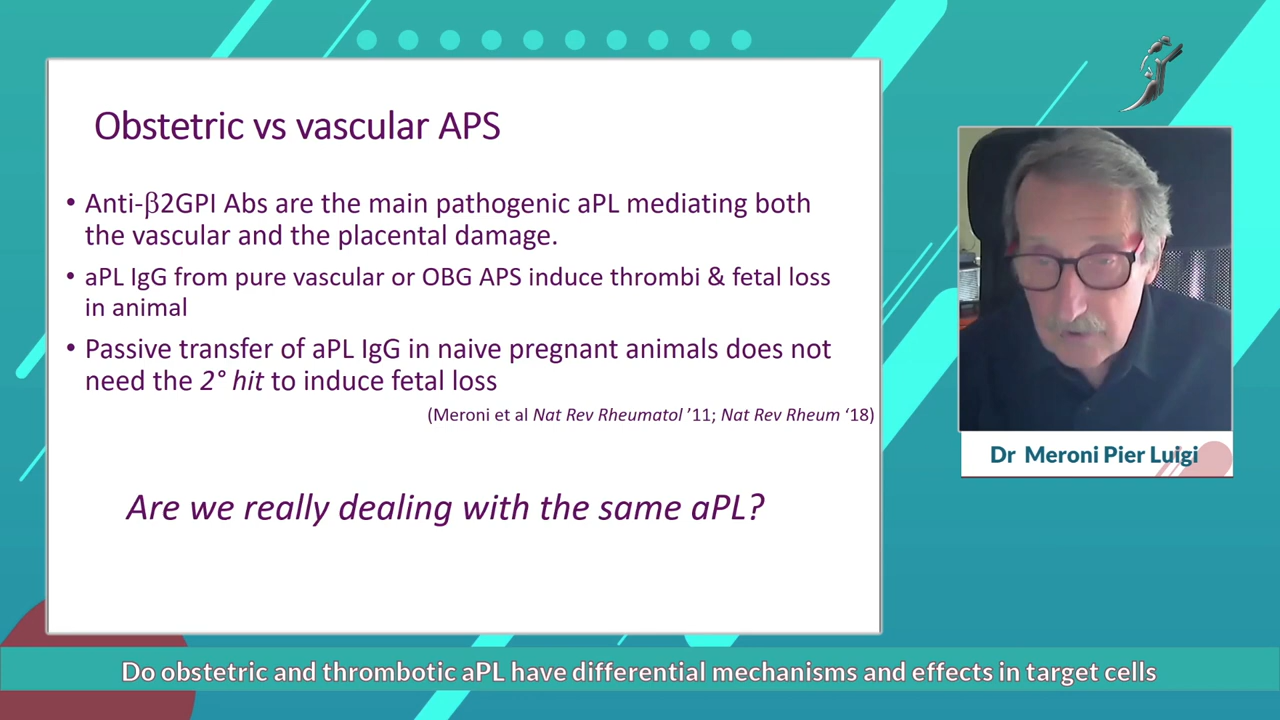 Obstetric vs vascular APS
• Anti-β2GPI Abs are the main pathogenic aPL mediating both
the vascular and the placental damage.
• aPL IgG from pure vascular or OBG APS induce thrombi & fetal loss
in animal
• Passive transfer of aPL IgG in naive pregnant animals does not
need the 2° hit to induce fetal loss
(Meroni et al Nat Rev Rheumatol ’11; Nat Rev Rheum ‘18)
Are we really dealing with the same aPL?
Dr Meroni Pier Luigi
Do obstetric and thrombotic aPL have differential mechanisms and effects in target cells